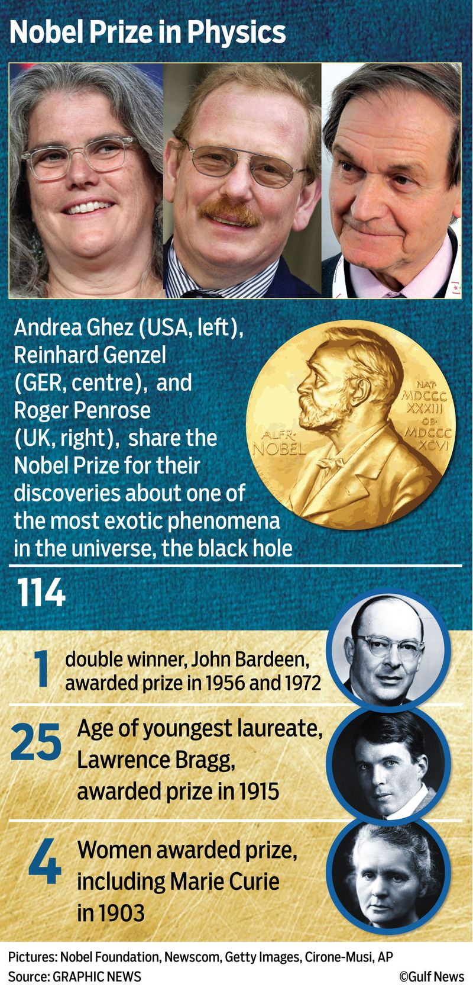 Nobel Prize in Physics
[*]
Andrea Ghez (USA, left),
Reinhard Genzel
(GER, centre), and
Roger Penrose
(UK, right), share the
Nobel Prize for their
discoveries about one of
the most exotic phenomena
in the universe, the black hole
ALFR·
NOBEL
NAT·
MDCCC
XXXIII
OB·
MDCCC
XCVI
114
1
double winner, John Bardeen,
awarded prize in 1956 and 1972
25
Age of youngest laureate,
Lawrence Bragg,
awarded prize in 1915
4
Women awarded prize,
including Marie Curie
in 1903
Pictures: Nobel Foundation, Newscom, Getty Images, Cirone-Musi, AP
Source: GRAPHIC NEWS
©Gulf News